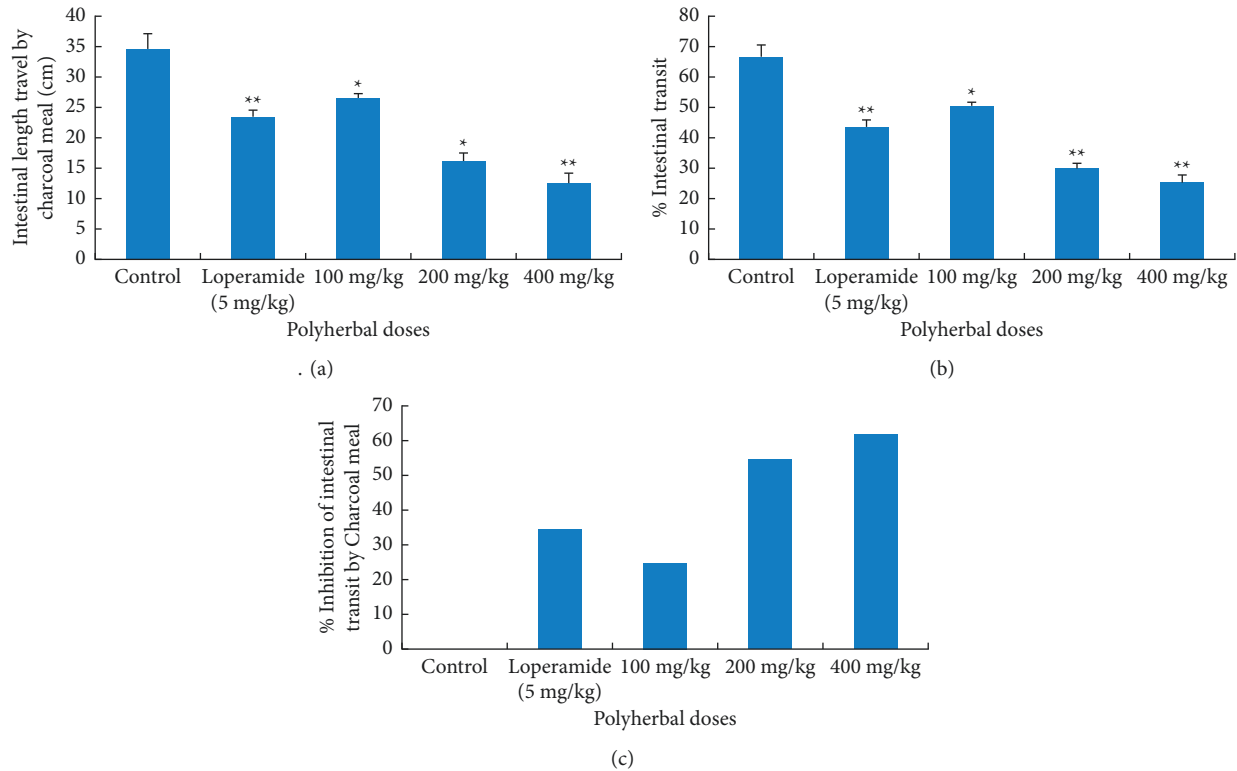 Intestinal length travel by
charcoal meal (cm)
40
35
30
25
20
15
10
5
0
**
*
*
**
Control
Loperamide
(5 mg/kg)
100 mg/kg
200 mg/kg
400 mg/kg
Polyherbal doses
. (a)
% Intestinal transit
80
70
60
50
40
30
20
10
0
**
*
**
**
Control
Loperamide
(5 mg/kg)
100 mg/kg
200 mg/kg
400 mg/kg
Polyherbal doses
(b)
% Inhibition of intestinal
transit by Charcoal meal
70
60
50
40
30
20
10
0
Control
Loperamide
(5 mg/kg)
100 mg/kg
200 mg/kg
400 mg/kg
Polyherbal doses
(c)